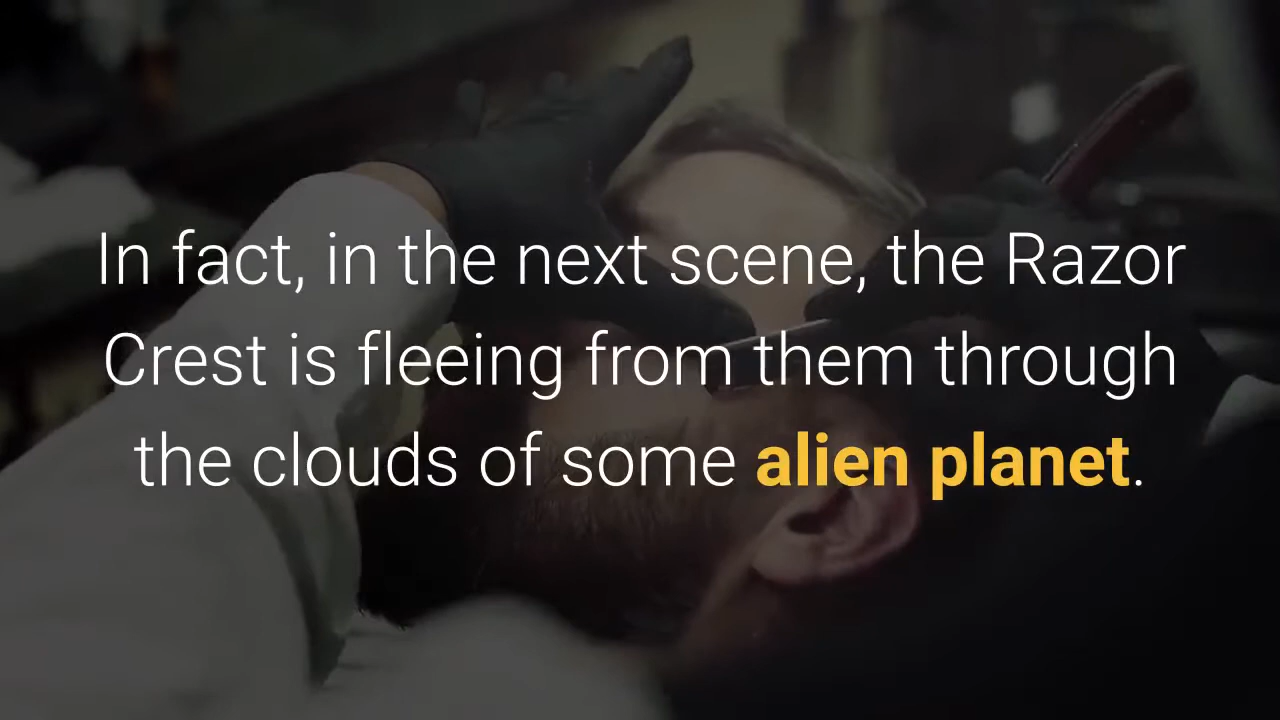 In fact, in the next scene, the Razor
Crest is fleeing from them through
the clouds of some alien planet.